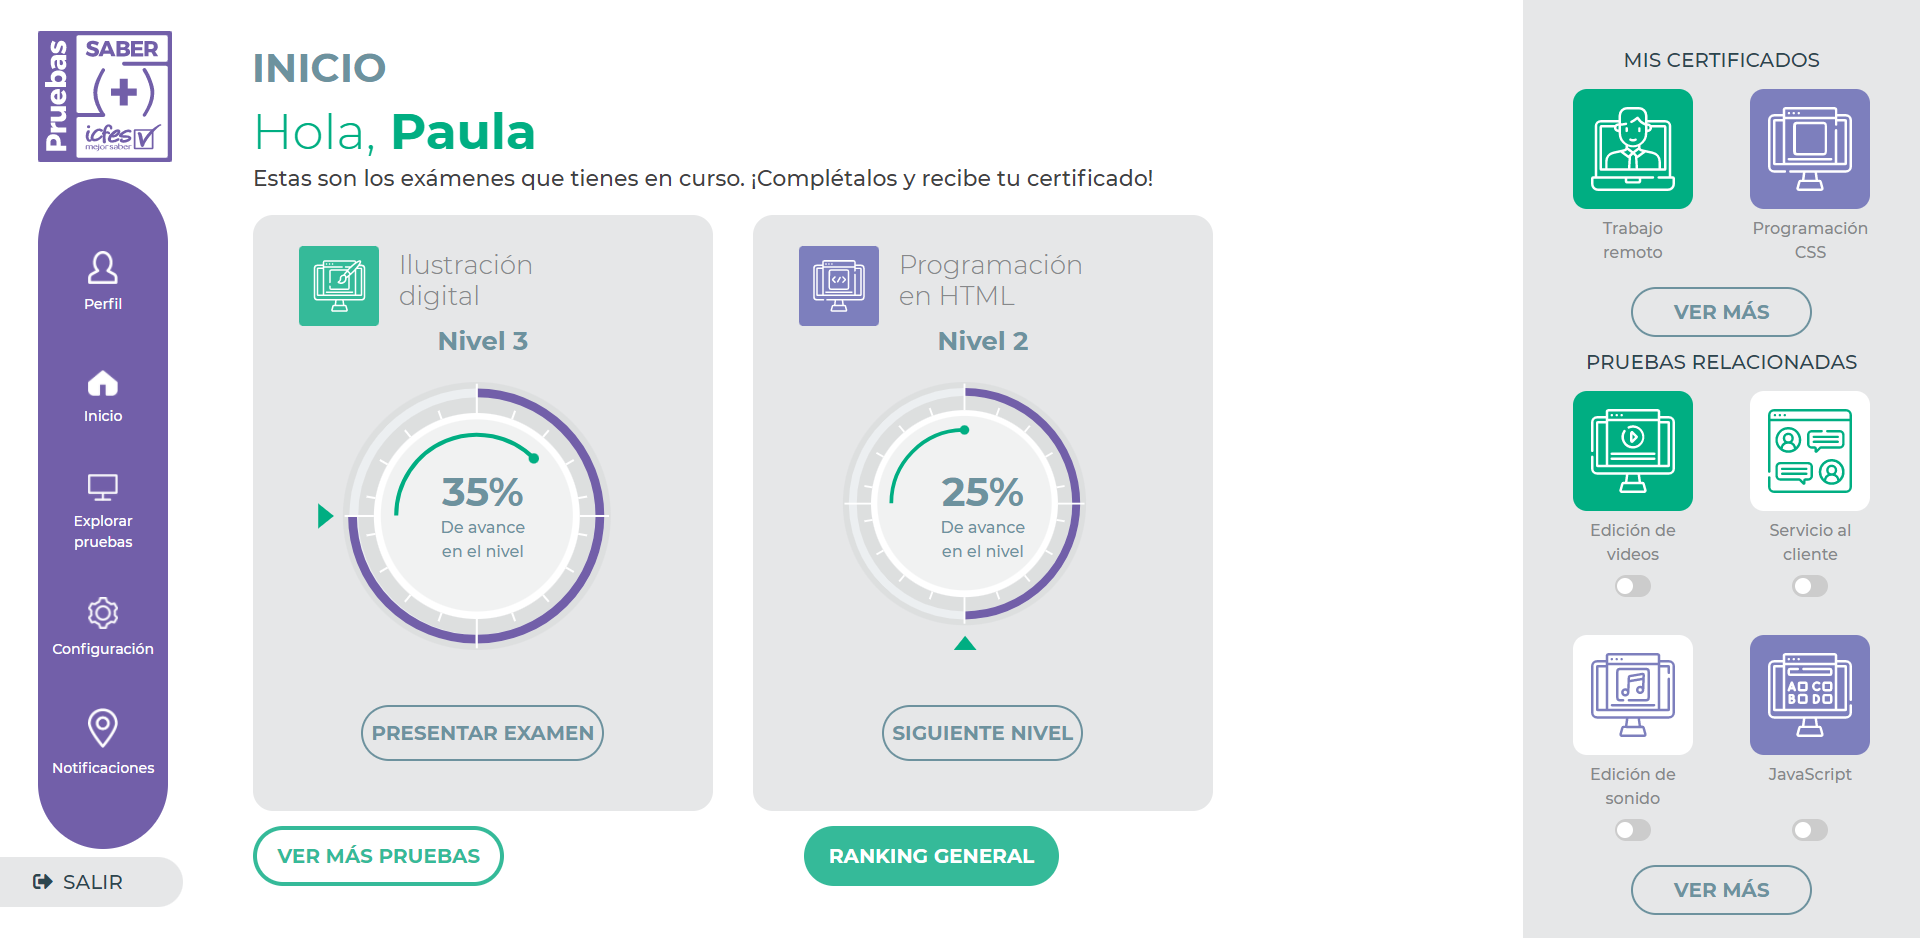 Pruebas
SABER
(+)
icfes
mejor saber
Perfil
Inicio
Explorar
pruebas
Configuración
Notificaciones
SALIR
INICIO
Hola, Paula
Estas son los exámenes que tienes en curso. ¡Complétalos y recibe tu certificado!
Ilustración
digital
Nivel 3
35%
De avance
en el nivel
PRESENTAR EXAMEN
Programación
en HTML
Nivel 2
25%
De avance
en el nivel
SIGUIENTE NIVEL
VER MÁS PRUEBAS
RANKING GENERAL
MIS CERTIFICADOS
Trabajo
remoto
Programación
CSS
VER MÁS
PRUEBAS RELACIONADAS
Edición de
videos
Servicio al
cliente
Edición de
sonido
A C
B D
JavaScript
VER MÁS